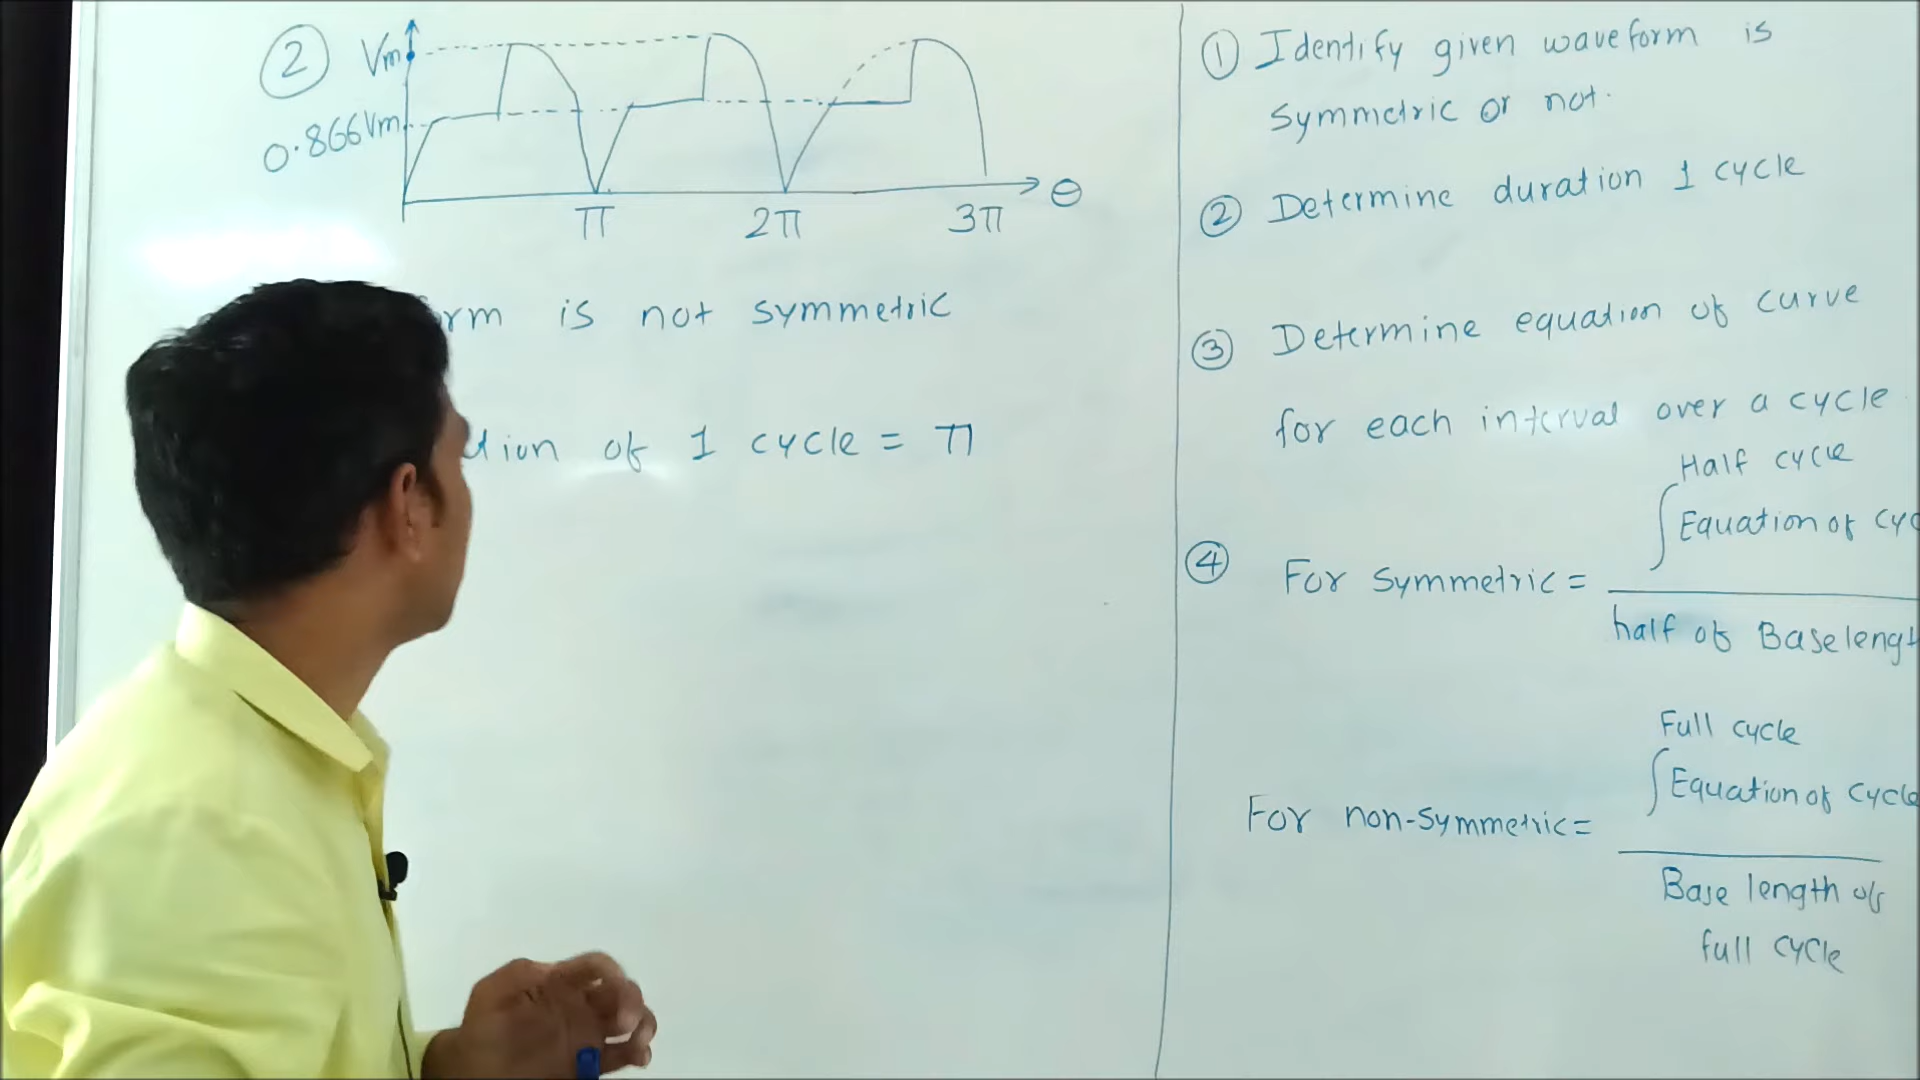 ② Vm
0.866Vm
θ
π 2π 3π
rm is not symmetric
tion of 1 cycle = π
① Identify given waveform is
symmetric or not.
② Determine duration 1 cycle
③ Determine equation of curve
for each interval over a cycle
Half cycle
∫ Equation of cyc
④ For symmetric =
half of Base lengt
Full cycle
∫ Equation of cycle
For non-symmetric =
Base length of
full cycle